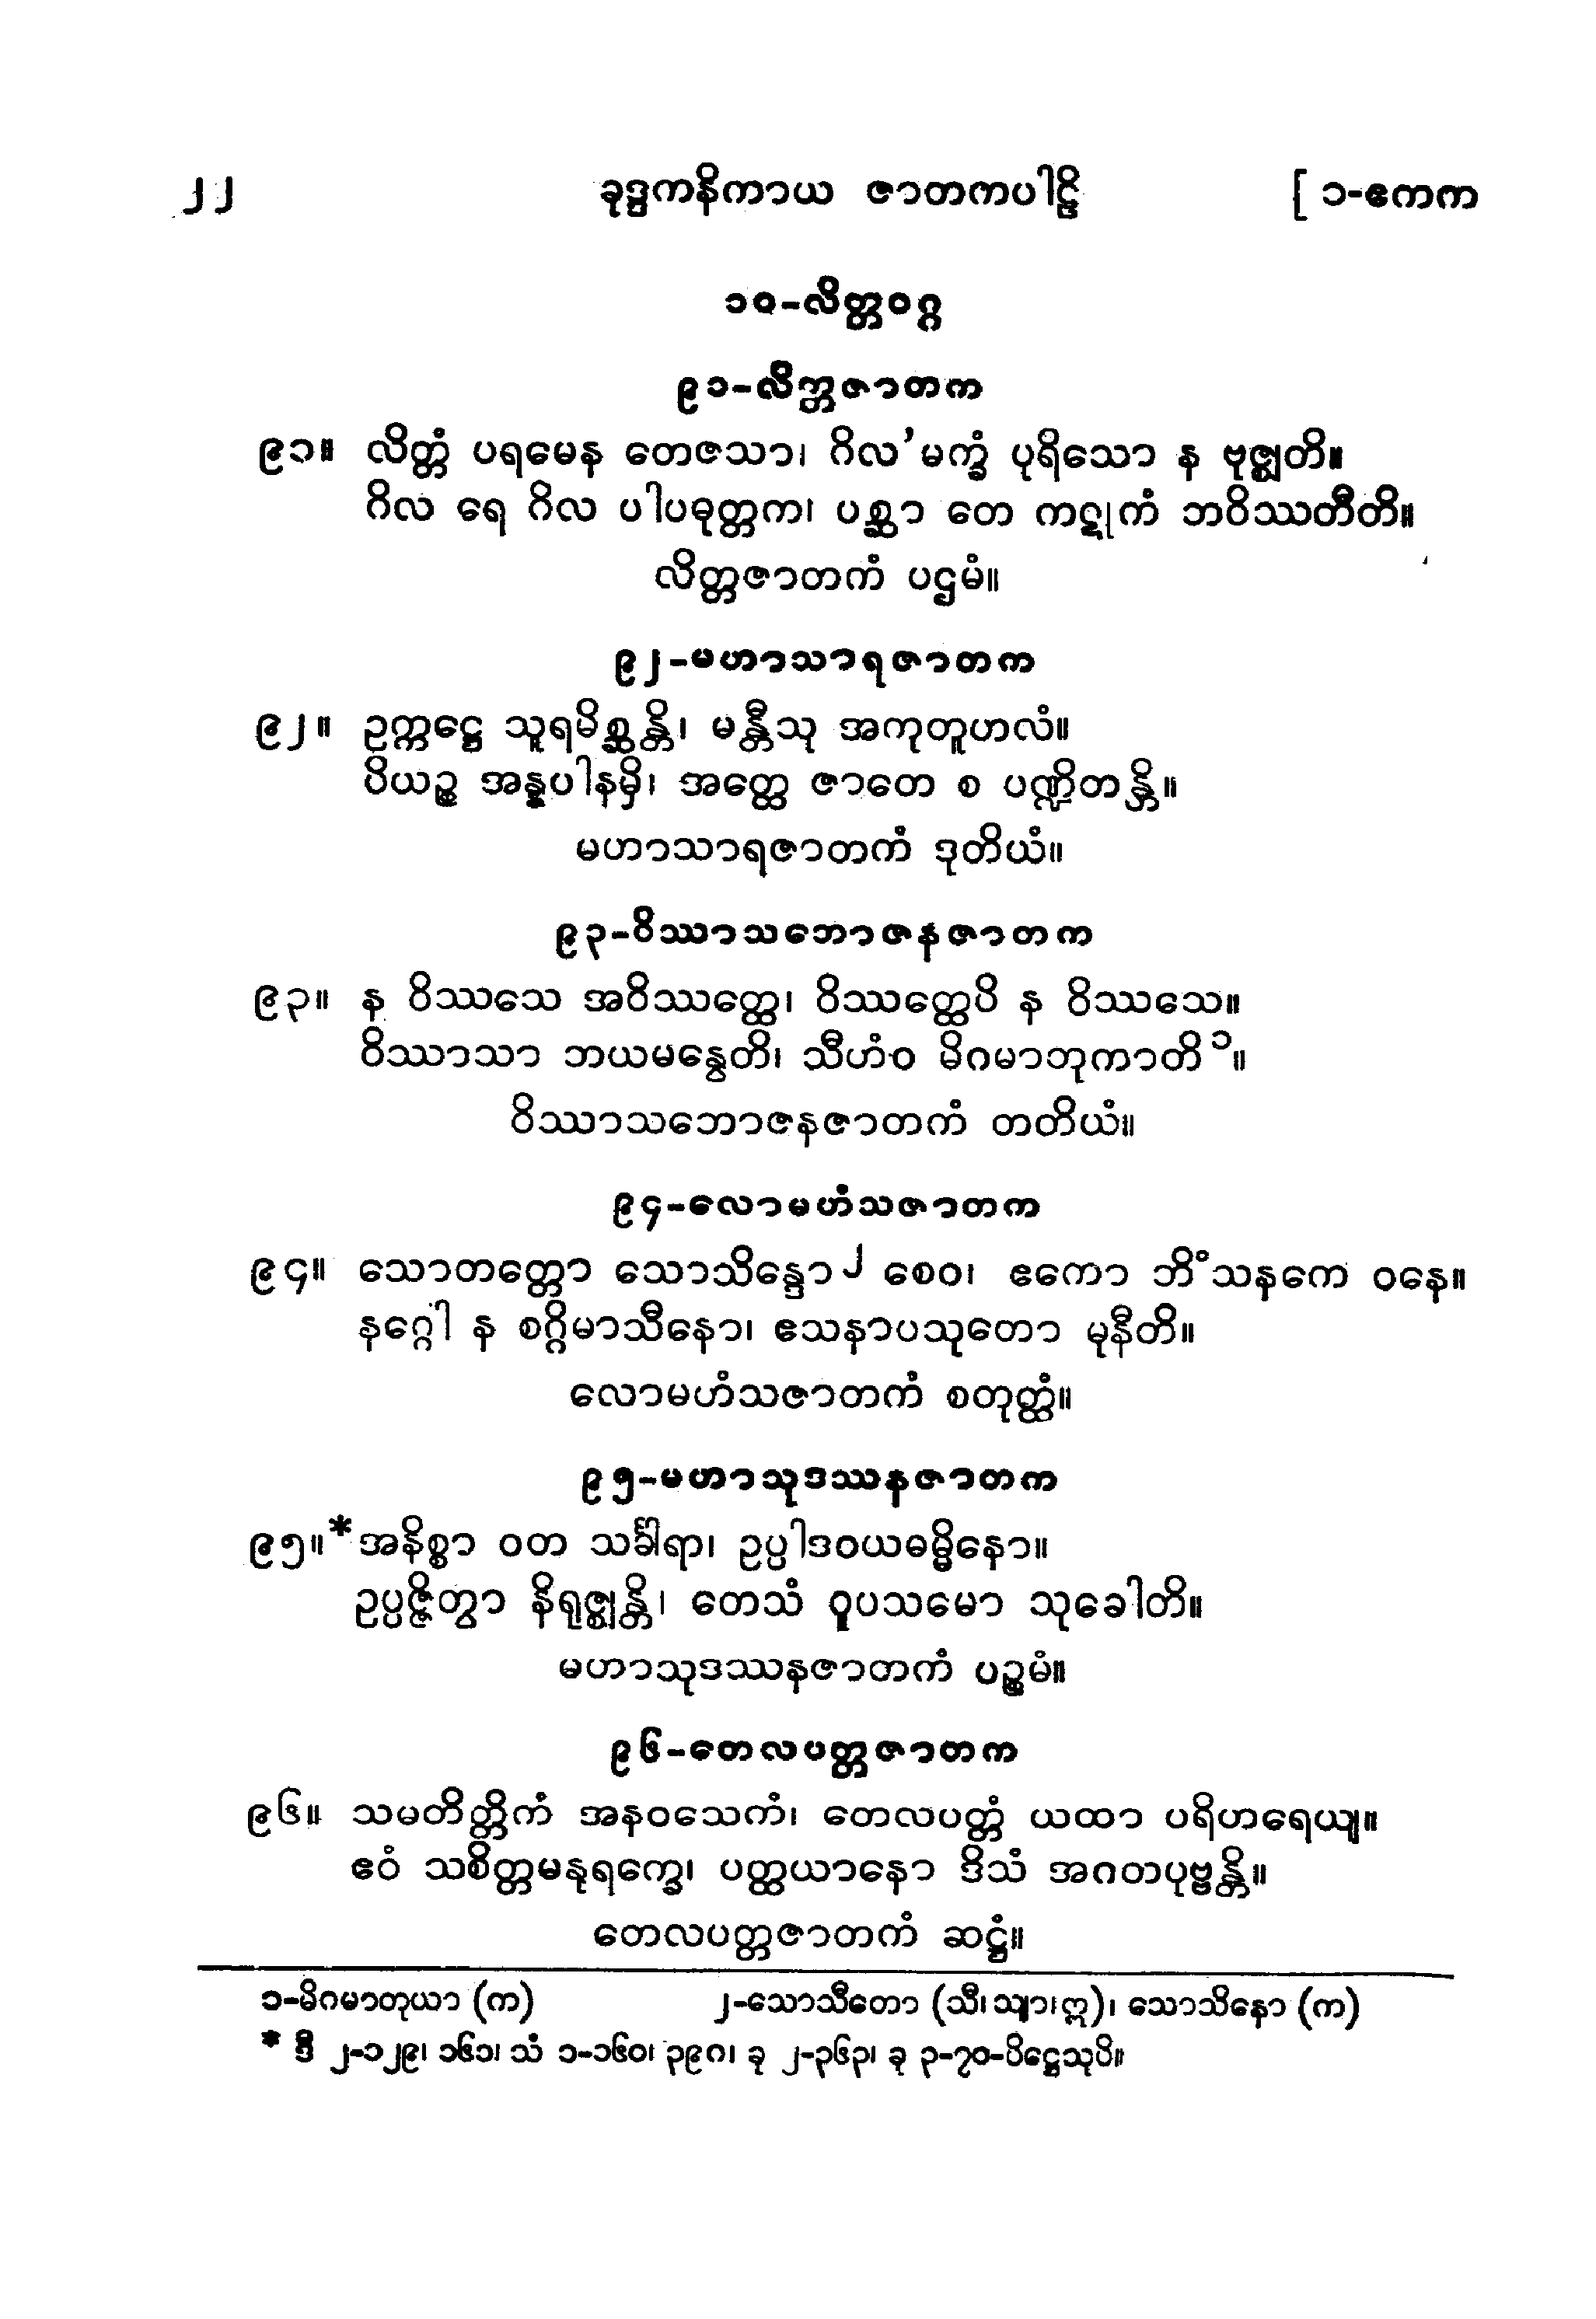 ၂၂ ခုဒ္ဒကနိကာယ ဇာတကပါဠိ [ ၁-ဧကက
၁၀-လိတ္တဝဂ္ဂ
၉၁-လိတ္တဇာတက
၉၁။ လိတ္တံ ပရမေန တေဇသာ၊ ဂိလ’မက္ခံ ပုရိသော န ဗုဇ္ဈတိ။
ဂိလ ရေ ဂိလ ပါပဓုတ္တက၊ ပစ္ဆာ တေ ကဋုကံ ဘဝိဿတီတိ။
လိတ္တဇာတကံ ပဌမံ။
၉၂-မဟာသာရဇာတက
၉၂။ ဥက္ကဋ္ဌေ သူရမိစ္ဆန္တိ၊ မန္တီသု အကုတူဟလံ။
ပိယဉ္စ အန္နပါနမှိ၊ အတ္ထေ ဇာတေ စ ပဏ္ဍိတန္တိ။
မဟာသာရဇာတကံ ဒုတိယံ။
၉၃-ဝိဿာသဘောဇနဇာတက
၉၃။ န ဝိဿသေ အဝိဿတ္ထေ၊ ဝိဿတ္ထေပိ န ဝိဿသေ။
ဝိဿာသာ ဘယမန္ဝေတိ၊ သီဟံဝ မိဂမာတုကာတိ ၁။
ဝိဿာသဘောဇနဇာတကံ တတိယံ။
၉၄-လောမဟံသဇာတက
၉၄။ သောတတ္တော သောသိန္ဒော ၂ စေဝ၊ ဧကော ဘိံသနကေ ဝနေ။
နဂ္ဂေါ န စဂ္ဂိမာသီနော၊ ဧသနာပသုတော မုနီတိ။
လောမဟံသဇာတကံ စတုတ္ထံ။
၉၅-မဟာသုဒဿနဇာတက
၉၅။* အနိစ္စာ ဝတ သင်္ခါရာ၊ ဥပ္ပါဒဝယဓမ္မိနော။
ဥပ္ပဇ္ဇိတွာ နိရုဇ္ဈန္တိ၊ တေသံ ဝူပသမော သုခေါတိ။
မဟာသုဒဿနဇာတကံ ပဉ္စမံ။
၉၆-တေလပတ္တဇာတက
၉၆။ သမတိတ္တိကံ အနဝသေကံ၊ တေလပတ္တံ ယထာ ပရိဟရေယျ။
ဧဝံ သစိတ္တမနုရက္ခေ၊ ပတ္ထယာနော ဒိသံ အဂတပုဗ္ဗန္တိ။
တေလပတ္တဇာတကံ ဆဋ္ဌံ။
၁-မိဂမာတုယာ (က) ၂-သောသီတော (သီ၊ သျာ၊ ဣ)၊ သောသိနော (က)
* ဒီ ၂-၁၂၉၊ ၁၆၁၊ သံ ၁-၁၆၀၊ ၃၉၈၊ ခု ၂-၃၆၃၊ ခု ၃-၇၀-ပိဋ္ဌေသုပိ။